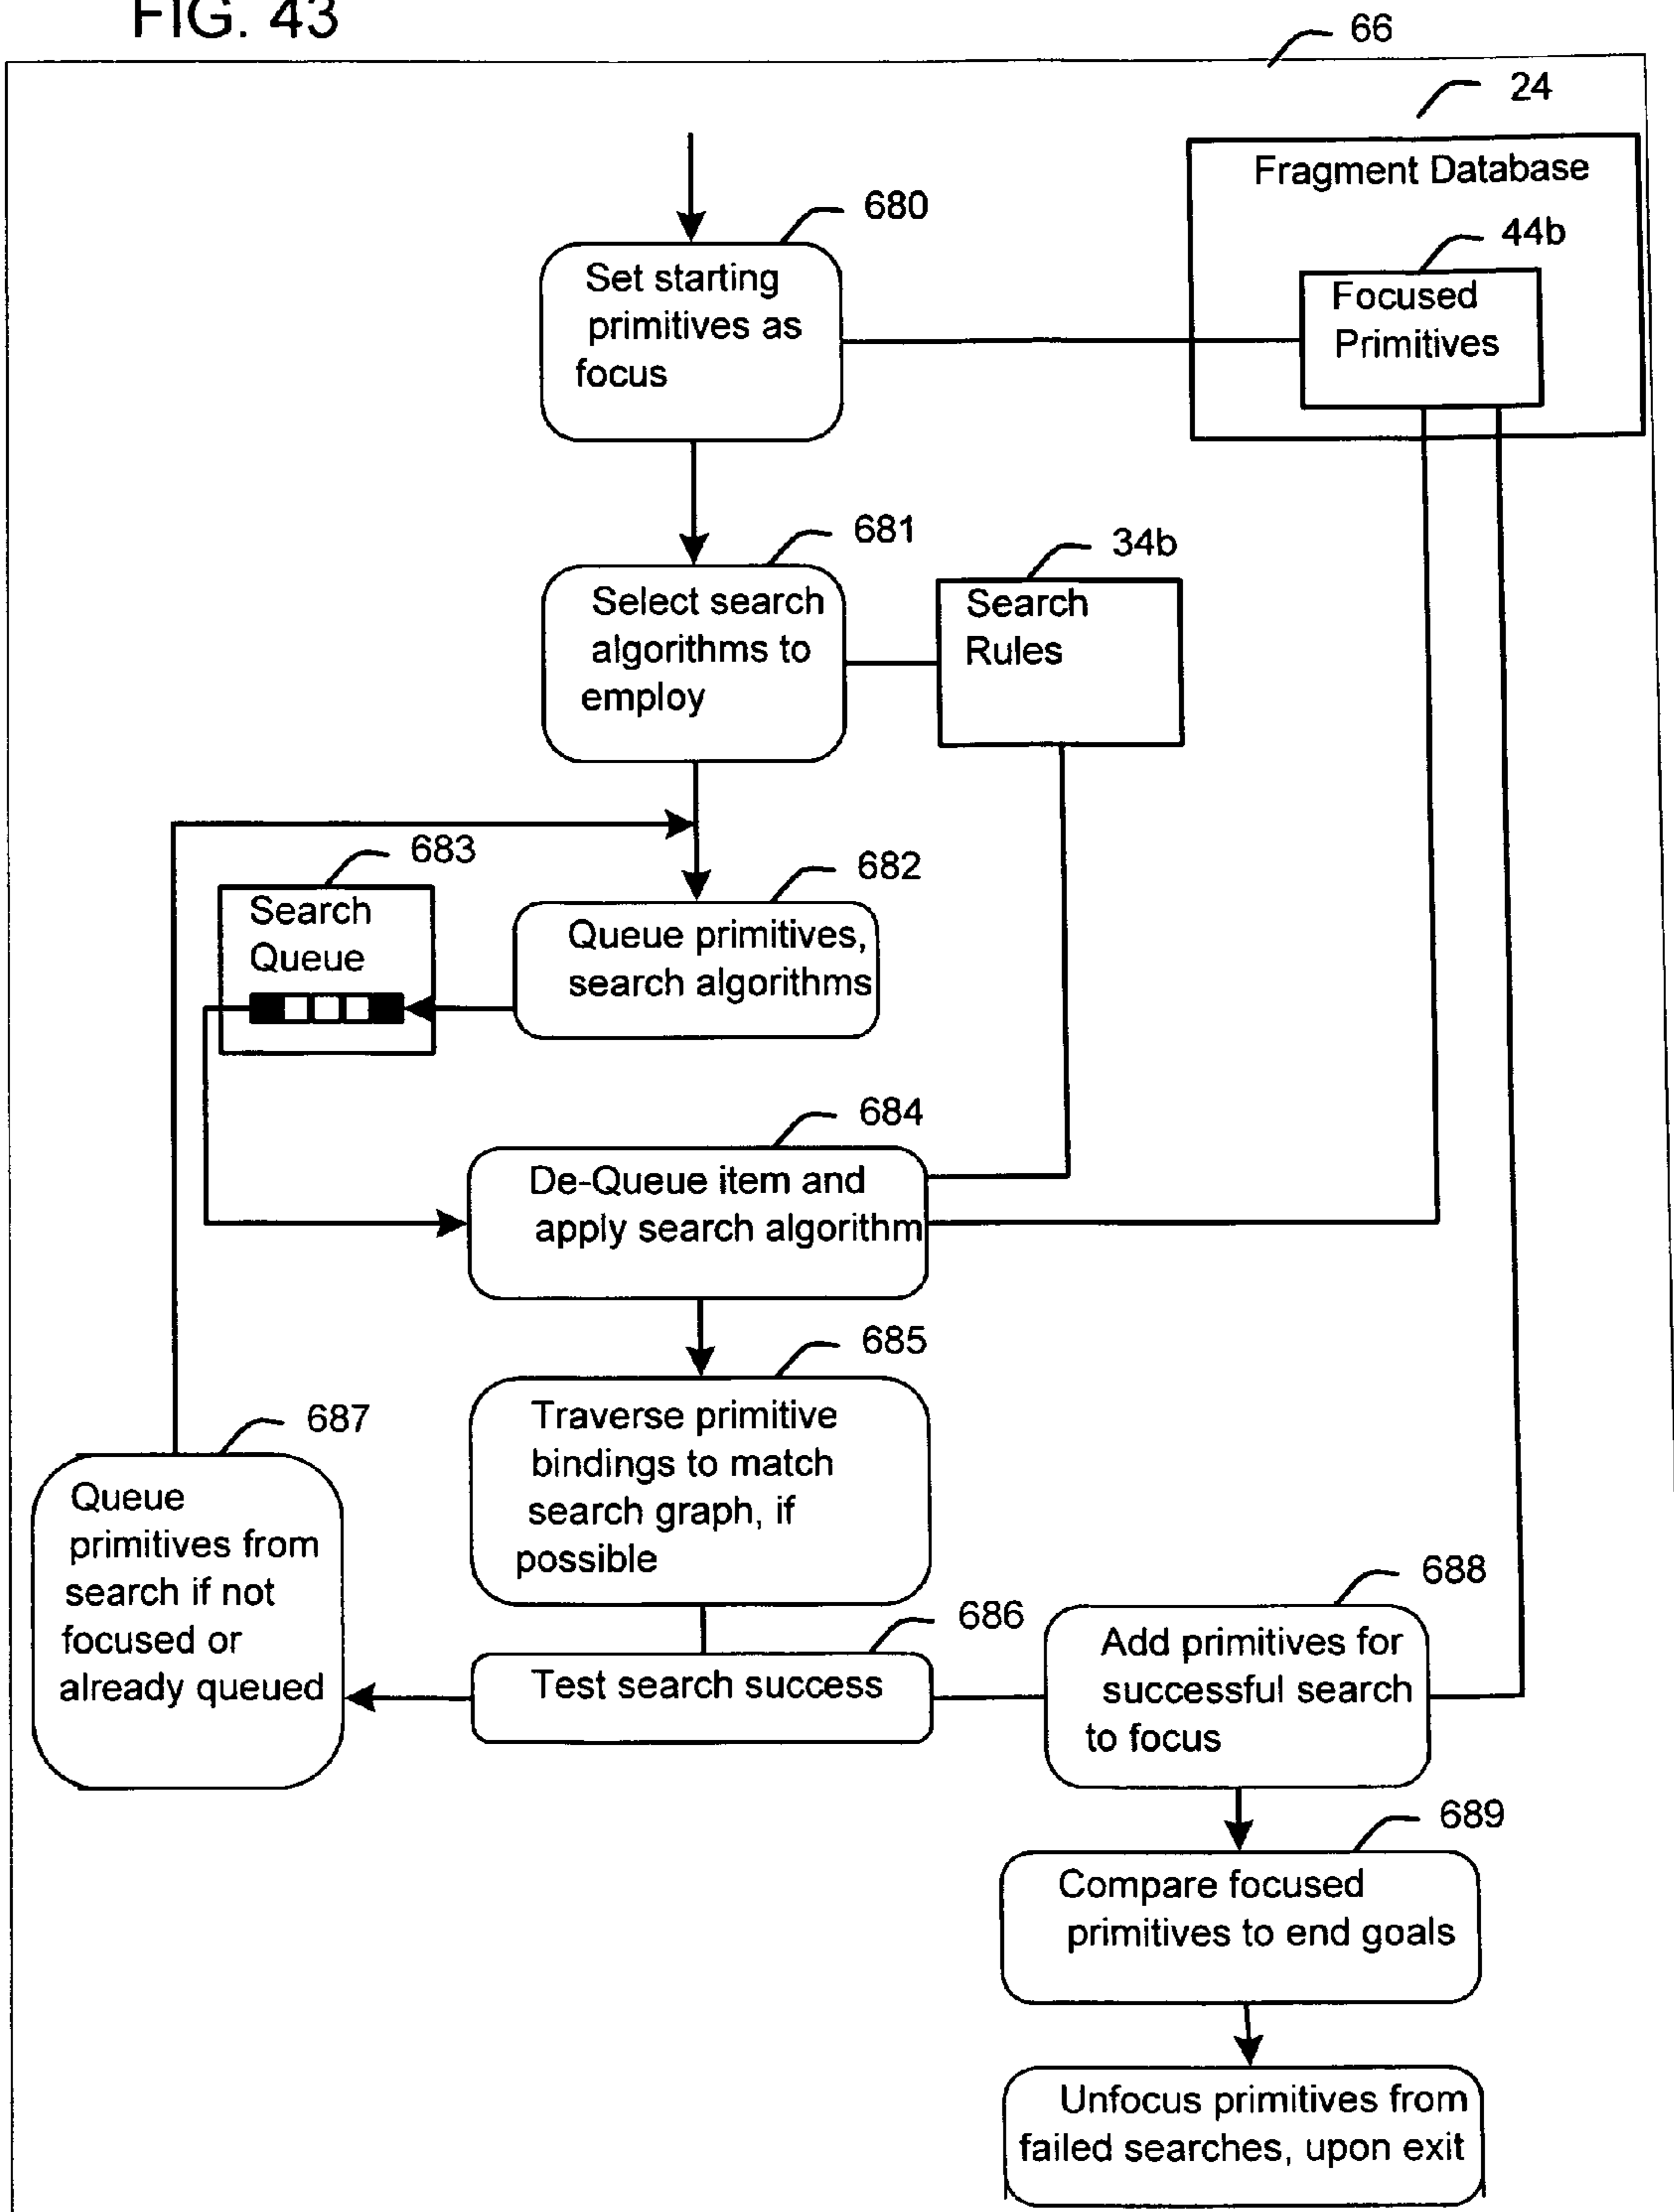 FIG. 43
66
24
Fragment Database
680
44b
Set starting
primitives as
focus
Focused
Primitives
681
34b
Select search
algorithms to
employ
Search
Rules
683
682
Search
Queue
Queue primitives,
search algorithms
684
De-Queue item and
apply search algorithm
685
Traverse primitive
bindings to match
search graph, if
possible
687
Queue
primitives from
search if not
focused or
already queued
686
Test search success
688
Add primitives for
successful search
to focus
689
Compare focused
primitives to end goals
Unfocus primitives from
failed searches, upon exit